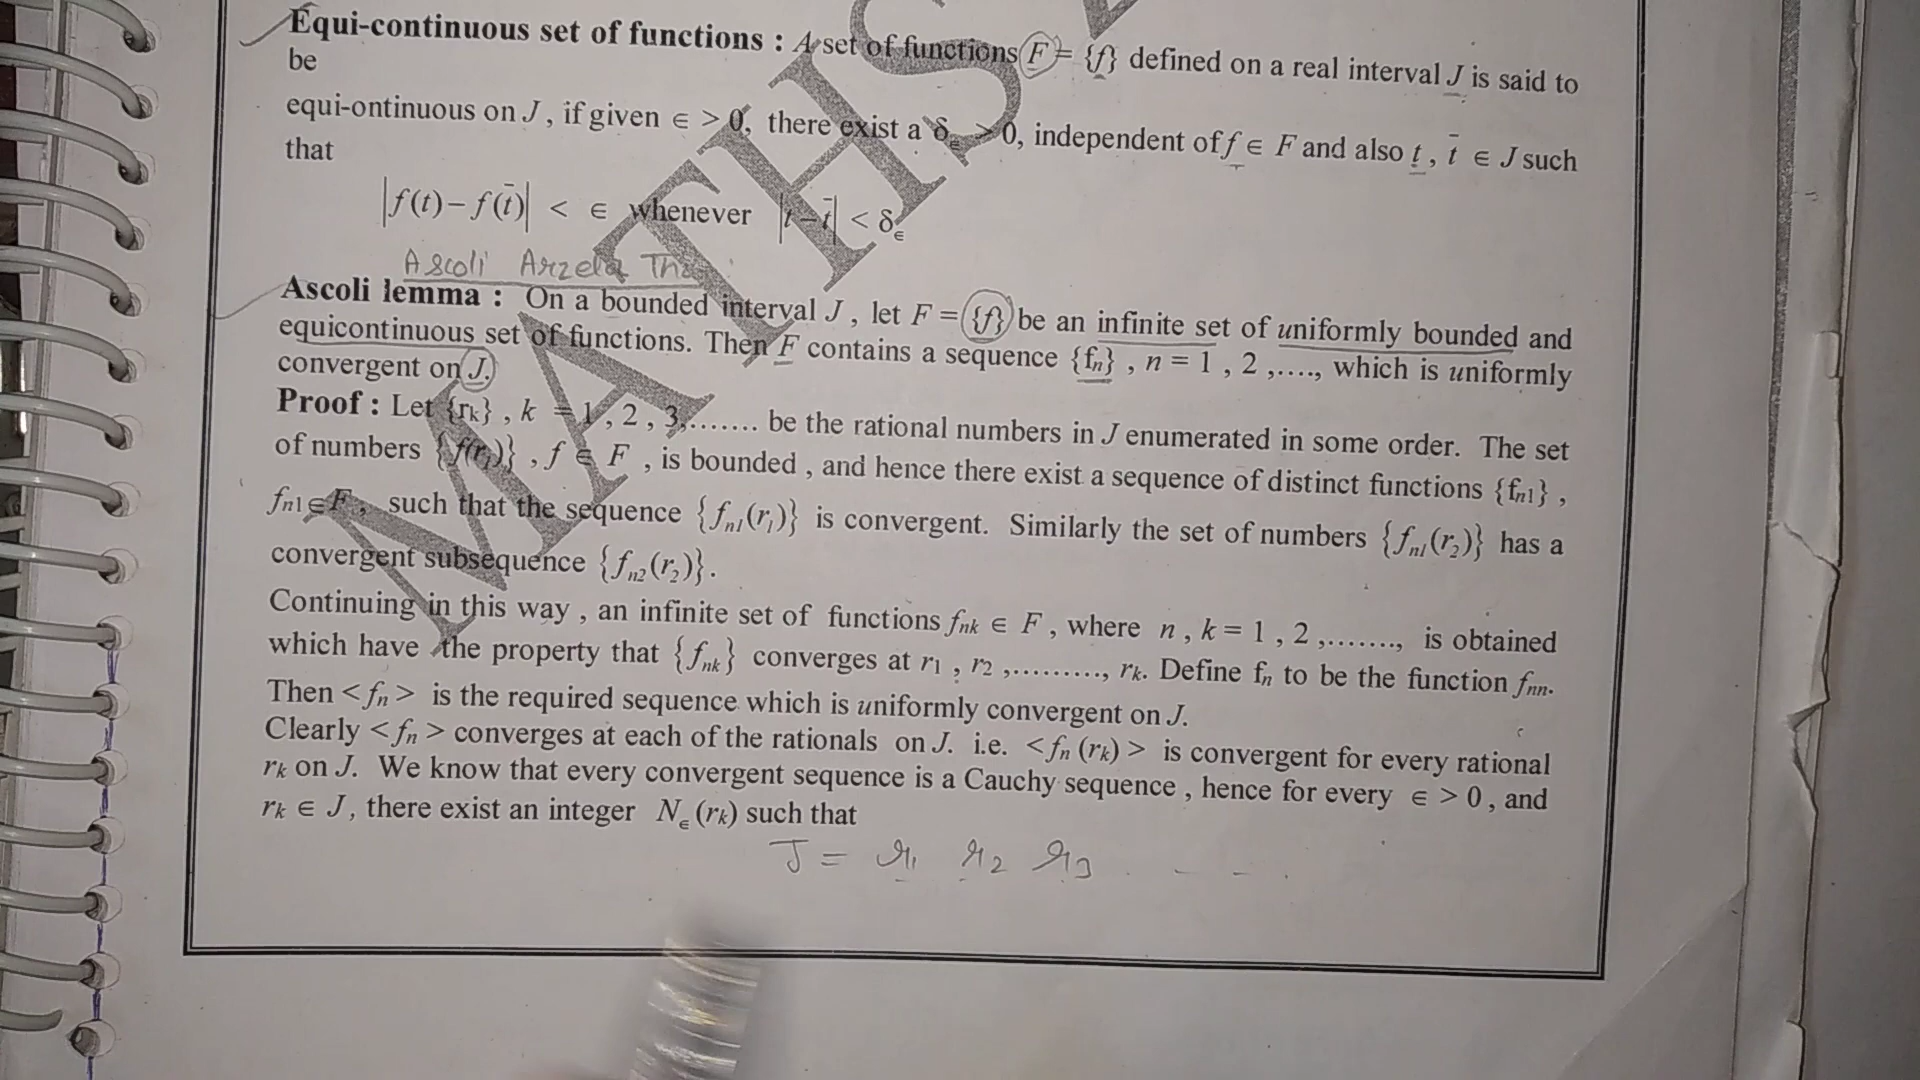 Equi-continuous set of functions : A set of functions F = {f} defined on a real interval J is said to
be
equi-ontinuous on J , if given ∈ > 0, there exist a δ∈ > 0, independent of f ∈ F and also t , t̄ ∈ J such
that
|f(t) – f(t̄)| < ∈ whenever |t – t̄| < δ∈
Ascoli Arzela Th
Ascoli lemma : On a bounded interval J , let F = {f} be an infinite set of uniformly bounded and
equicontinuous set of functions. Then F contains a sequence {fn} , n = 1 , 2 ,...., which is uniformly
convergent on J.
Proof : Let {rk} , k = 1 , 2 , 3,....... be the rational numbers in J enumerated in some order. The set
of numbers {f(r1)} , f ∈ F , is bounded , and hence there exist a sequence of distinct functions {fn1} ,
fn1∈F , such that the sequence {fn1(r1)} is convergent. Similarly the set of numbers {fn1(r2)} has a
convergent subsequence {fn2(r2)}.
Continuing in this way , an infinite set of functions fnk ∈ F , where n , k = 1 , 2 ,......., is obtained
which have the property that {fnk} converges at r1 , r2 ,.........., rk. Define fn to be the function fnn.
Then < fn > is the required sequence which is uniformly convergent on J.
Clearly < fn > converges at each of the rationals on J. i.e. < fn (rk) > is convergent for every rational
rk on J. We know that every convergent sequence is a Cauchy sequence , hence for every ∈ > 0 , and
rk ∈ J , there exist an integer N∈ (rk) such that
J = r1 r2 r3 . - - .
MATHS